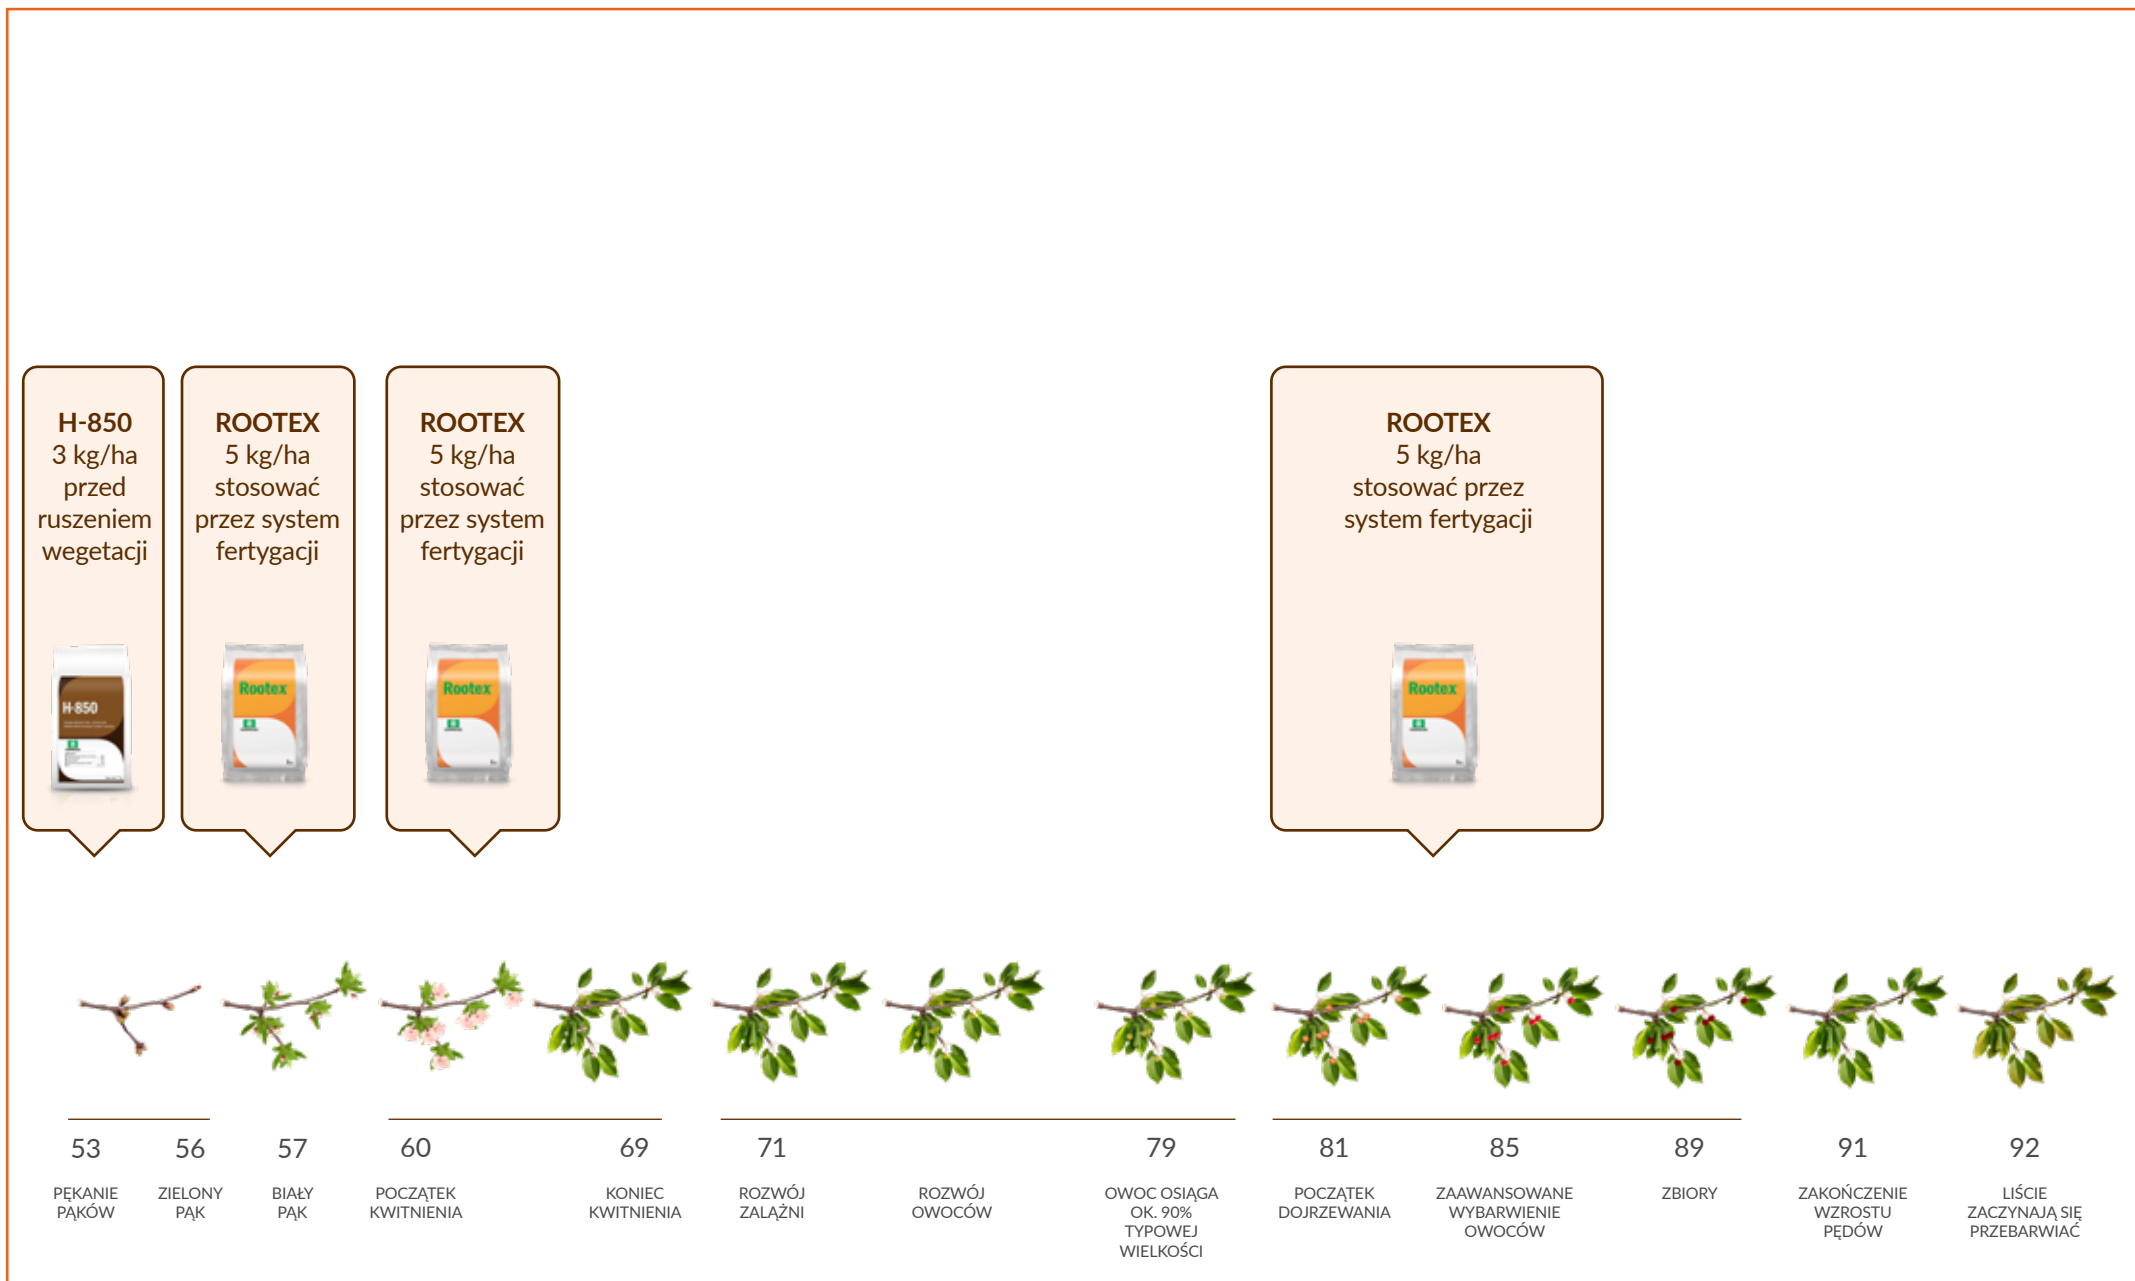 H-850
3 kg/ha
przed
ruszeniem
wegetacji
H-850
ROOTEX
5 kg/ha
stosować
przez system
fertygacji
Rootex
ROOTEX
5 kg/ha
stosować
przez system
fertygacji
Rootex
ROOTEX
5 kg/ha
stosować przez
system fertygacji
Rootex
53
PĘKANIE
PĄKÓW
56
ZIELONY
PĄK
57
BIAŁY
PĄK
60
POCZĄTEK
KWITNIENIA
69
KONIEC
KWITNIENIA
71
ROZWÓJ
ZALĄŻNI
ROZWÓJ
OWOCÓW
79
OWOC OSIĄGA
OK. 90%
TYPOWEJ
WIELKOŚCI
81
POCZĄTEK
DOJRZEWANIA
85
ZAAWANSOWANE
WYBARWIENIE
OWOCÓW
89
ZBIORY
91
ZAKOŃCZENIE
WZROSTU
PĘDÓW
92
LIŚCIE
ZACZYNAJĄ SIĘ
PRZEBARWIAĆ